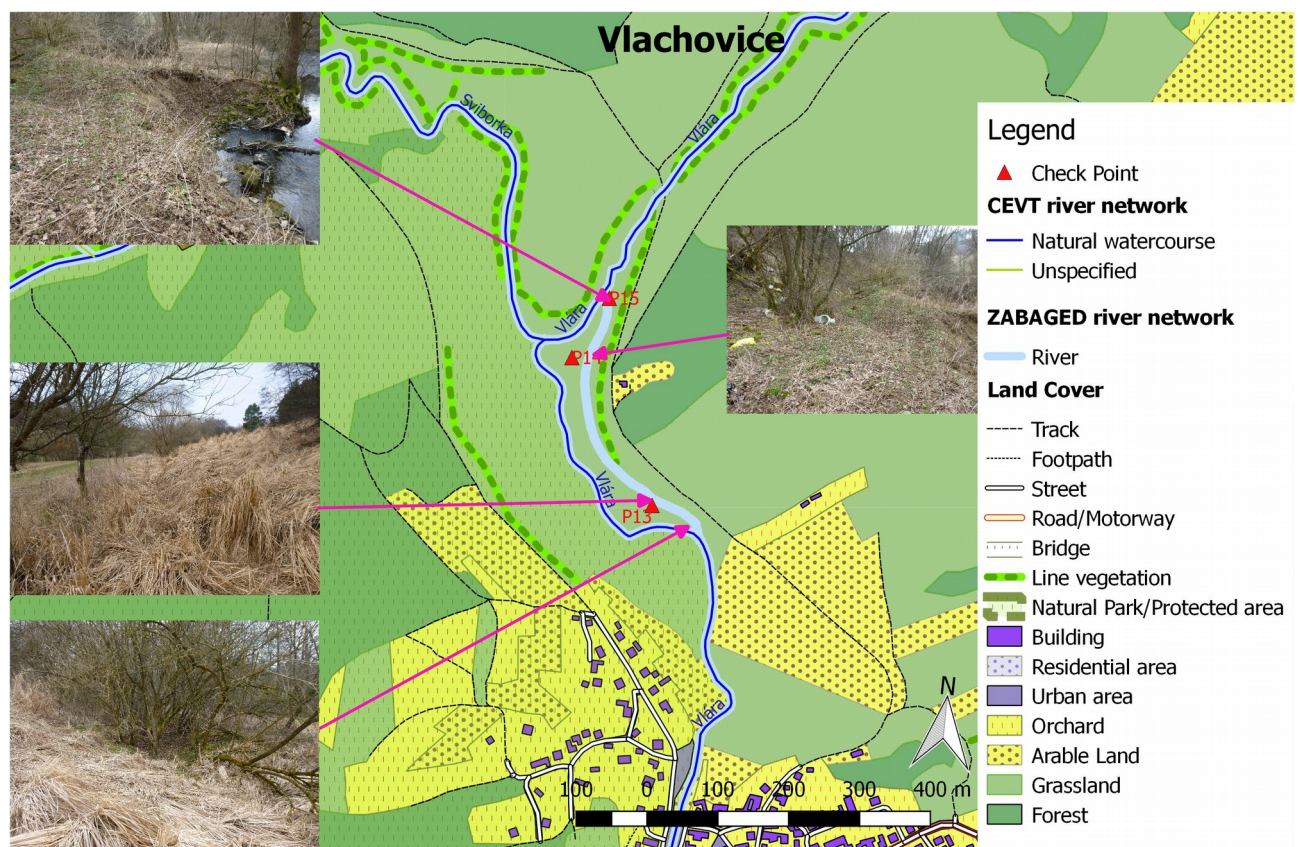 Vlachovice
Sviborka
Vlára
P15
Vlára
P14
Vlára
P13
Vlára
N
100 0 100 200 300 400 m
Legend
Check Point
CEVT river network
Natural watercourse
Unspecified
ZABAGED river network
River
Land Cover
Track
Footpath
Street
Road/Motorway
Bridge
Line vegetation
Natural Park/Protected area
Building
Residential area
Urban area
Orchard
Arable Land
Grassland
Forest